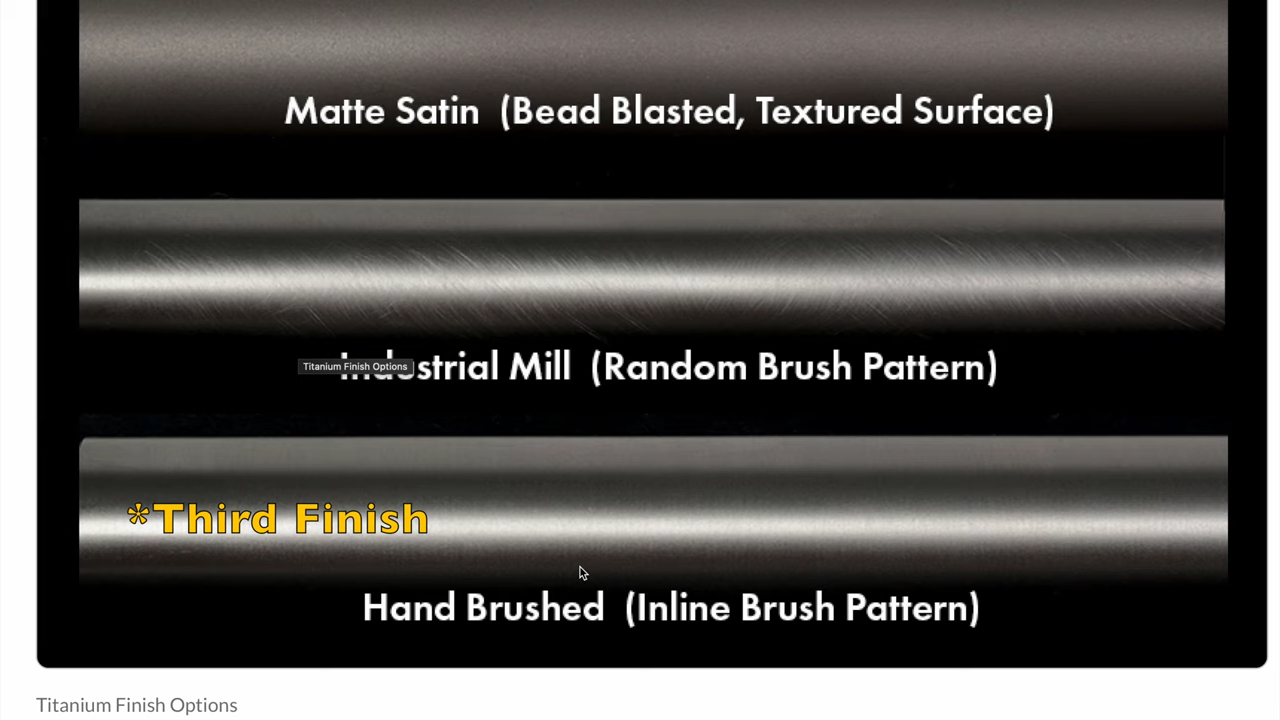 Matte Satin (Bead Blasted, Textured Surface)
Titanium Finish Options
Industrial Mill (Random Brush Pattern)
*Third Finish
Hand Brushed (Inline Brush Pattern)
Titanium Finish Options